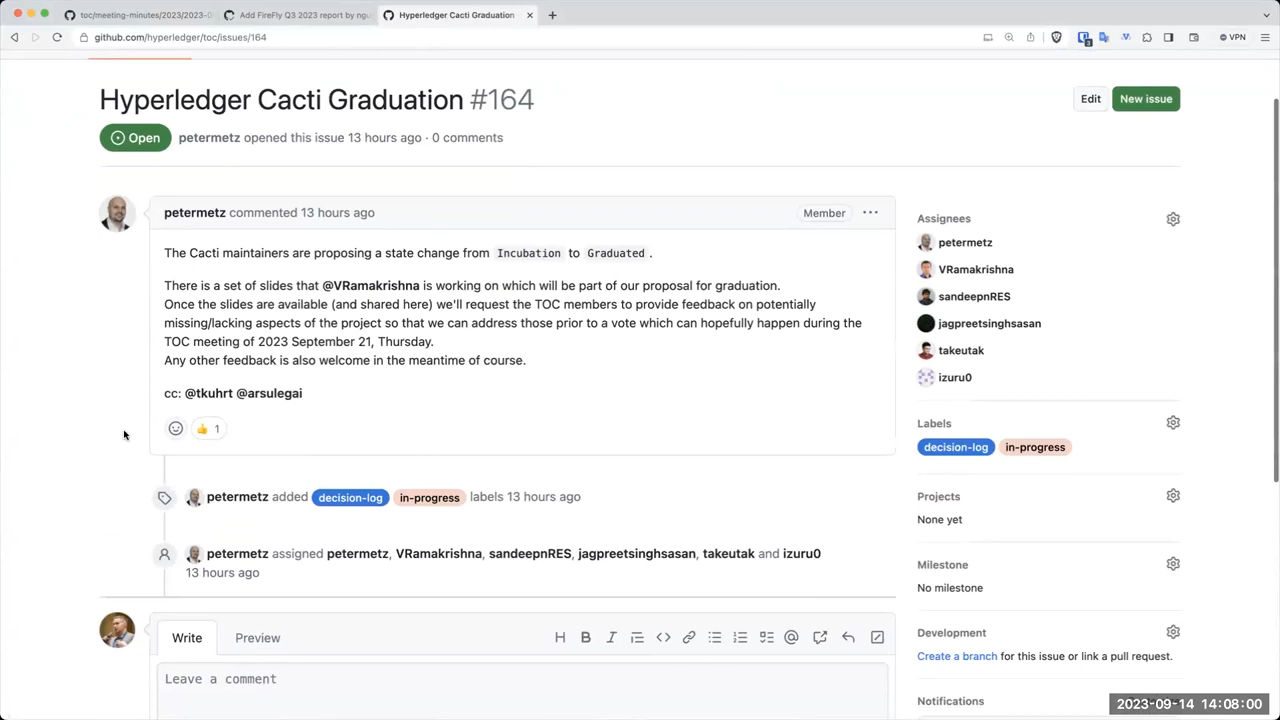 toc/meeting-minutes/2023/2023-0
Add FireFly Q3 2023 report by ngu
Hyperledger Cacti Graduation
github.com/hyperledger/toc/issues/164
VPN
Hyperledger Cacti Graduation #164
Edit
New issue
Open
petermetz opened this issue 13 hours ago · 0 comments
petermetz commented 13 hours ago
Member
The Cacti maintainers are proposing a state change from Incubation to Graduated .
There is a set of slides that @VRamakrishna is working on which will be part of our proposal for graduation.
Once the slides are available (and shared here) we'll request the TOC members to provide feedback on potentially
missing/lacking aspects of the project so that we can address those prior to a vote which can hopefully happen during the
TOC meeting of 2023 September 21, Thursday.
Any other feedback is also welcome in the meantime of course.
cc: @tkuhrt @arsulegai
1
petermetz added decision-log in-progress labels 13 hours ago
petermetz assigned petermetz, VRamakrishna, sandeepnRES, jagpreetsinghsasan, takeutak and izuru0
13 hours ago
Write
Preview
Leave a comment
Assignees
petermetz
VRamakrishna
sandeepnRES
jagpreetsinghsasan
takeutak
izuru0
Labels
decision-log in-progress
Projects
None yet
Milestone
No milestone
Development
Create a branch for this issue or link a pull request.
Notifications
2023-09-14 14:08:00